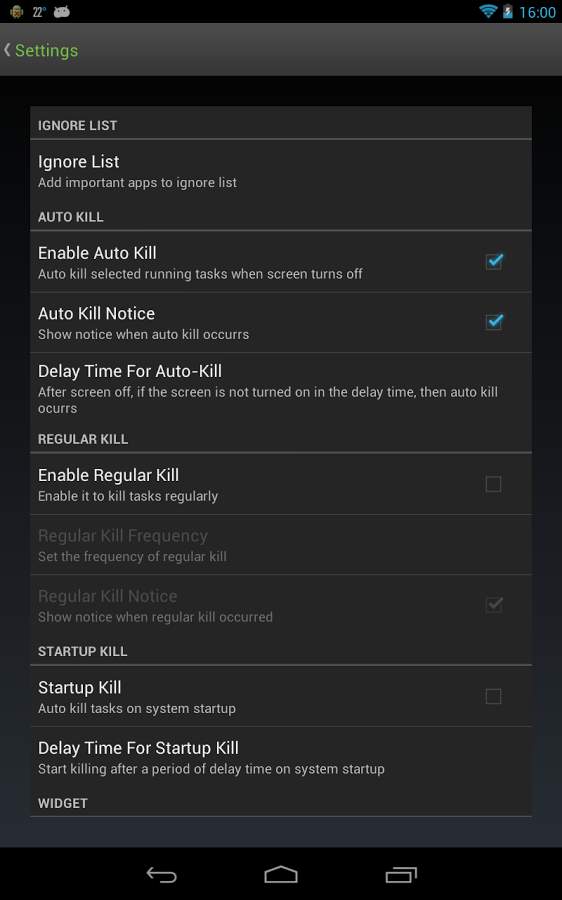 22°
16:00
Settings
IGNORE LIST
Ignore List
Add important apps to ignore list
AUTO KILL
Enable Auto Kill
Auto kill selected running tasks when screen turns off
Auto Kill Notice
Show notice when auto kill occurrs
Delay Time For Auto-Kill
After screen off, if the screen is not turned on in the delay time, then auto kill
ocurrs
REGULAR KILL
Enable Regular Kill
Enable it to kill tasks regularly
Regular Kill Frequency
Set the frequency of regular kill
Regular Kill Notice
Show notice when regular kill occurred
STARTUP KILL
Startup Kill
Auto kill tasks on system startup
Delay Time For Startup Kill
Start killing after a period of delay time on system startup
WIDGET